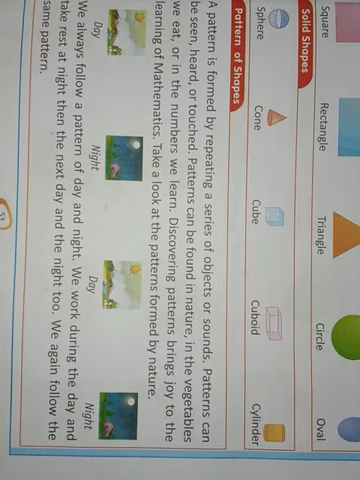 Square Rectangle Triangle Circle Oval
Solid Shapes
Sphere Cone Cube Cuboid Cylinder
Pattern of Shapes
A pattern is formed by repeating a series of objects or sounds. Patterns can
be seen, heard, or touched. Patterns can be found in nature, in the vegetables
we eat, or in the numbers we learn. Discovering patterns brings joy to the
learning of Mathematics. Take a look at the patterns formed by nature.
Day Night Day Night
We always follow a pattern of day and night. We work during the day and
take rest at night then the next day and the night too. We again follow the
same pattern.
53